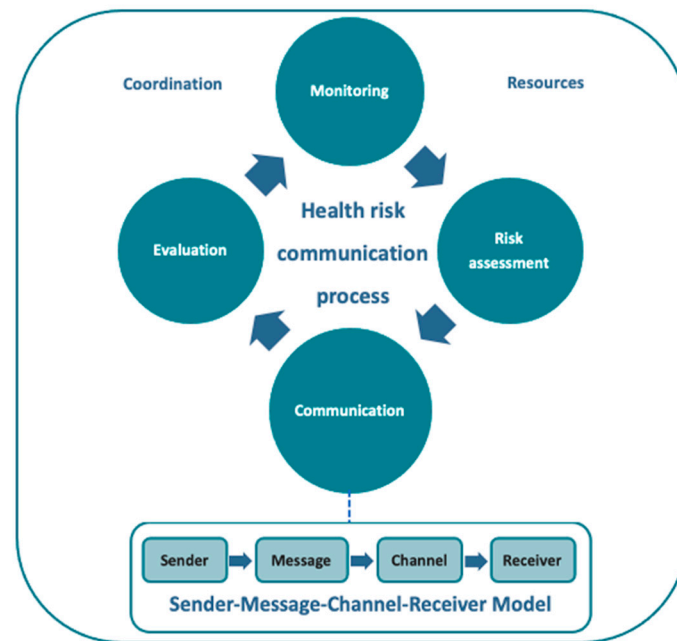 Coordination
Monitoring
Resources
Evaluation
Health risk
communication
process
Risk
assessment
Communication
Sender
Message
Channel
Receiver
Sender-Message-Channel-Receiver Model